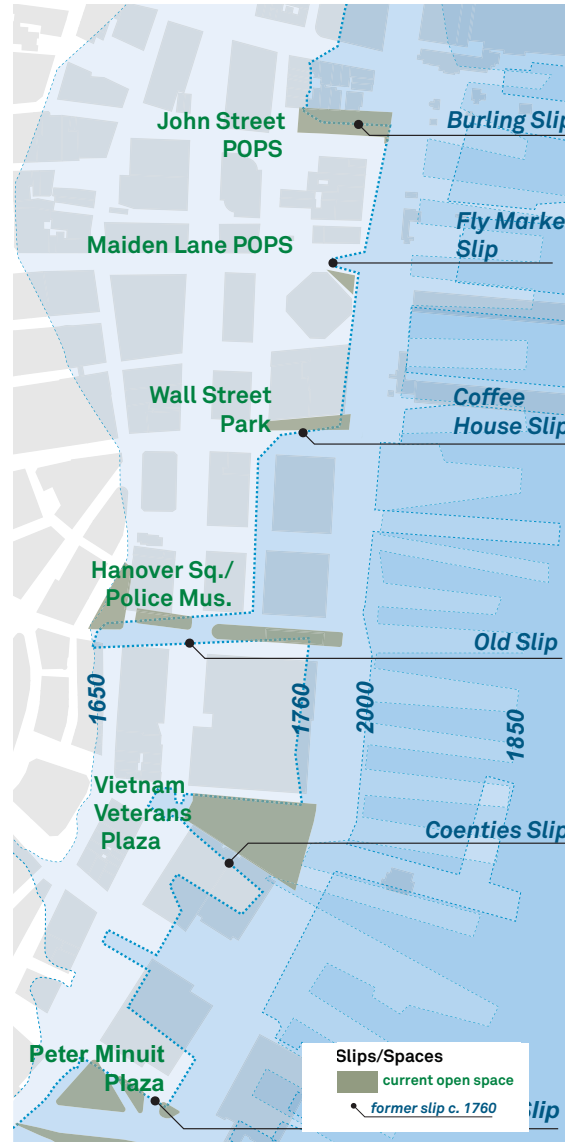 John Street
POPS
Burling Slip
Maiden Lane POPS
Fly Marke
Slip
Wall Street
Park
Coffee
House Slip
Hanover Sq./
Police Mus.
Old Slip
1650
1760
2000
1850
Vietnam
Veterans
Plaza
Coenties Slip
Peter Minuit
Plaza
Slips/Spaces
current open space
former slip c. 1760
Slip